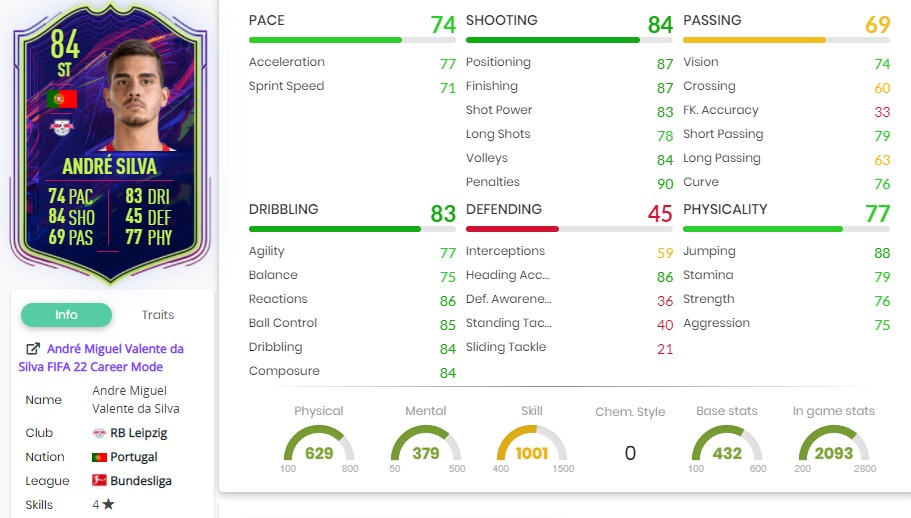 84
ST
ANDRÉ SILVA
74 PAC 83 DRI
84 SHO 45 DEF
69 PAS 77 PHY
Info Traits
André Miguel Valente da
Silva FIFA 22 Career Mode
Name André Miguel
Valente da Silva
Club RB Leipzig
Nation Portugal
League Bundesliga
Skills 4★
PACE 74
Acceleration 77
Sprint Speed 71
SHOOTING 84
Positioning 87
Finishing 87
Shot Power 83
Long Shots 78
Volleys 84
Penalties 90
PASSING 69
Vision 74
Crossing 60
FK. Accuracy 33
Short Passing 79
Long Passing 63
Curve 76
DRIBBLING 83
Agility 77
Balance 75
Reactions 86
Ball Control 85
Dribbling 84
Composure 84
DEFENDING 45
Interceptions 59
Heading Acc... 86
Def. Awarene... 36
Standing Tac... 40
Sliding Tackle 21
PHYSICALITY 77
Jumping 88
Stamina 79
Strength 76
Aggression 75
Physical
629
100 800
Mental
379
50 500
Skill
1001
400 1500
Chem. Style
0
Base stats
432
100 600
In game stats
2093
200 2800